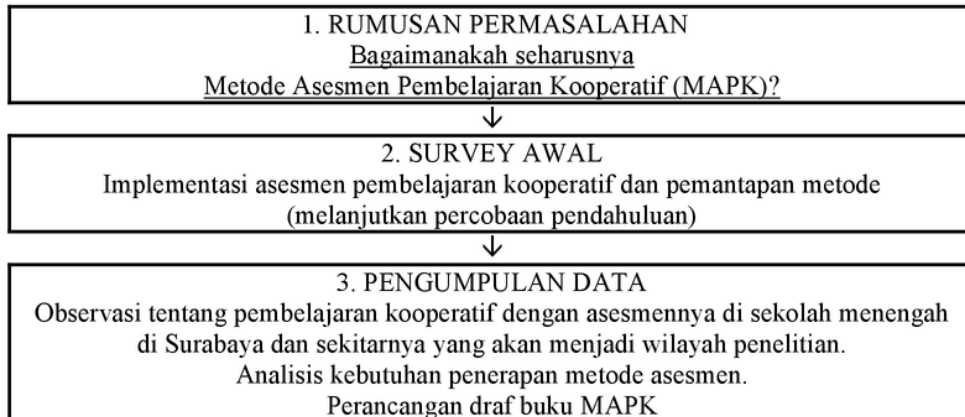 1. RUMUSAN PERMASALAHAN
Bagaimanakah seharusnya
Metode Asesmen Pembelajaran Kooperatif (MAPK)?
2. SURVEY AWAL
Implementasi asesmen pembelajaran kooperatif dan pemantapan metode
(melanjutkan percobaan pendahuluan)
3. PENGUMPULAN DATA
Observasi tentang pembelajaran kooperatif dengan asesmennya di sekolah menengah
di Surabaya dan sekitarnya yang akan menjadi wilayah penelitian.
Analisis kebutuhan penerapan metode asesmen.
Perancangan draf buku MAPK